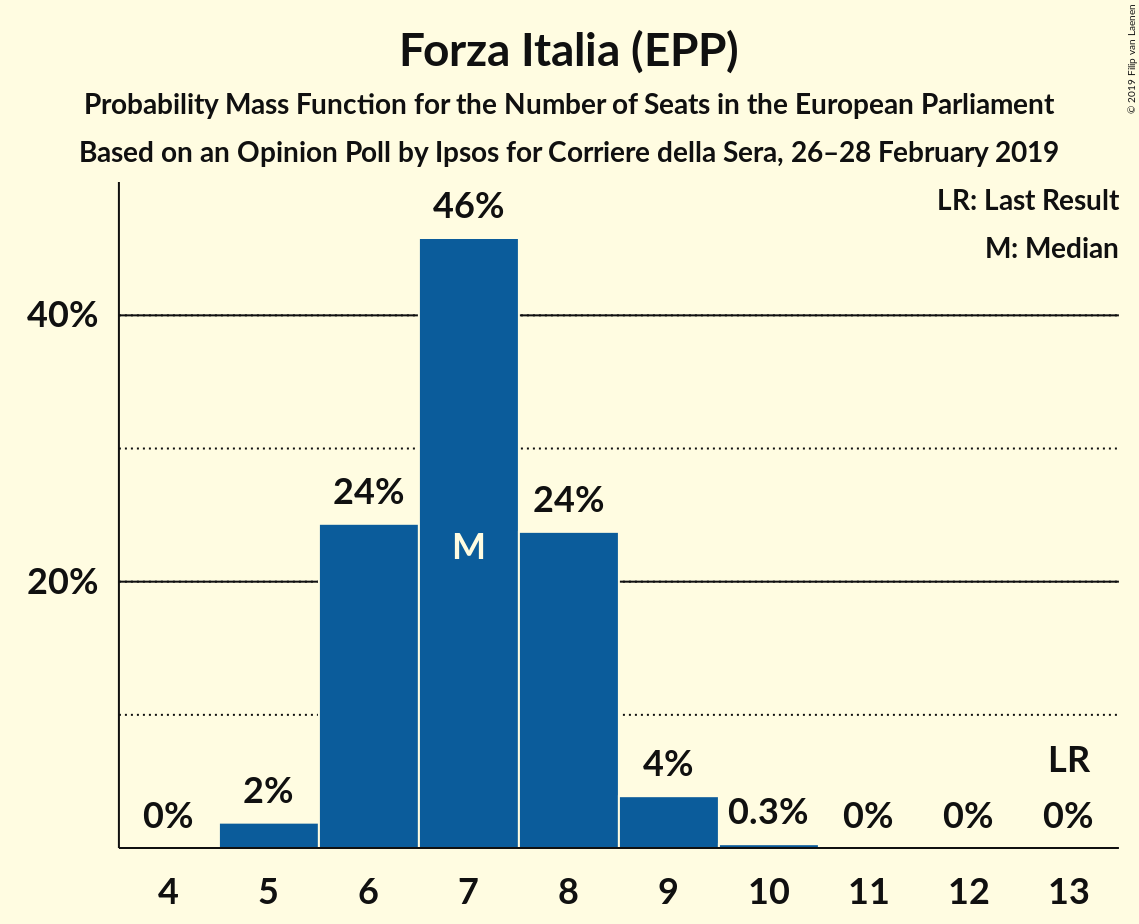 Forza Italia (EPP)
Probability Mass Function for the Number of Seats in the European Parliament
Based on an Opinion Poll by Ipsos for Corriere della Sera, 26–28 February 2019
© 2019 Filip van Laenen
LR: Last Result
M: Median
40%
20%
0%
2%
24%
46%
M
24%
4%
0.3%
0%
0%
LR
0%
4 5 6 7 8 9 10 11 12 13